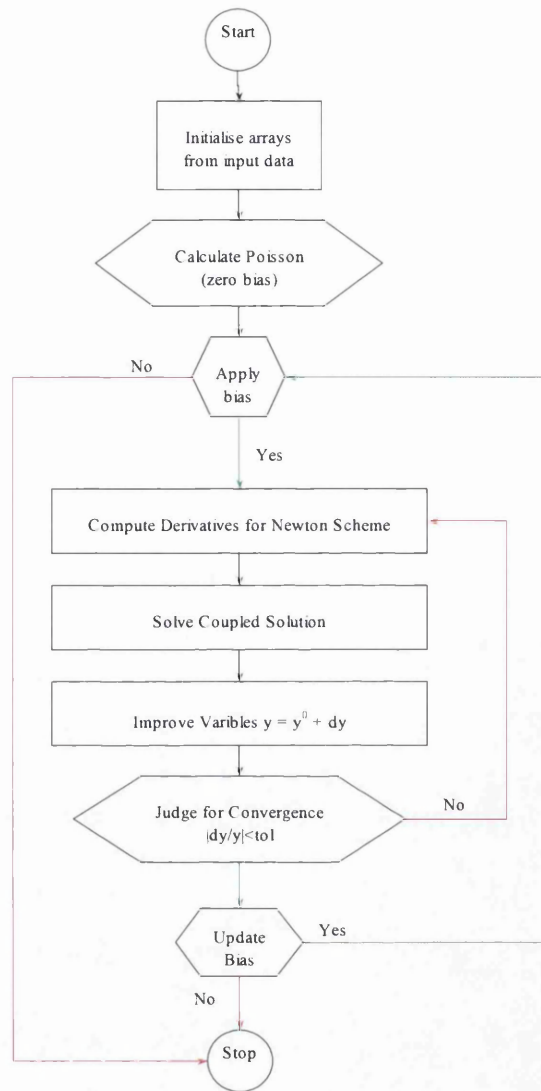 Start
Initialise arrays
from input data
Calculate Poisson
(zero bias)
No
Apply
bias
Yes
Compute Derivatives for Newton Scheme
Solve Coupled Solution
Improve Varibles y = y⁰ + dy
Judge for Convergence
|dy/y|<tol
No
Update
Bias
Yes
No
Stop